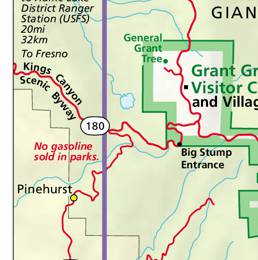 District Ranger
Station (USFS)
20mi
32km
To Fresno
Kings Canyon
Scenic Byway
180
No gasoline
sold in parks.
Pinehurst
GIAN
General
Grant
Tree
Grant Gr
Visitor C
and Villag
Big Stump
Entrance